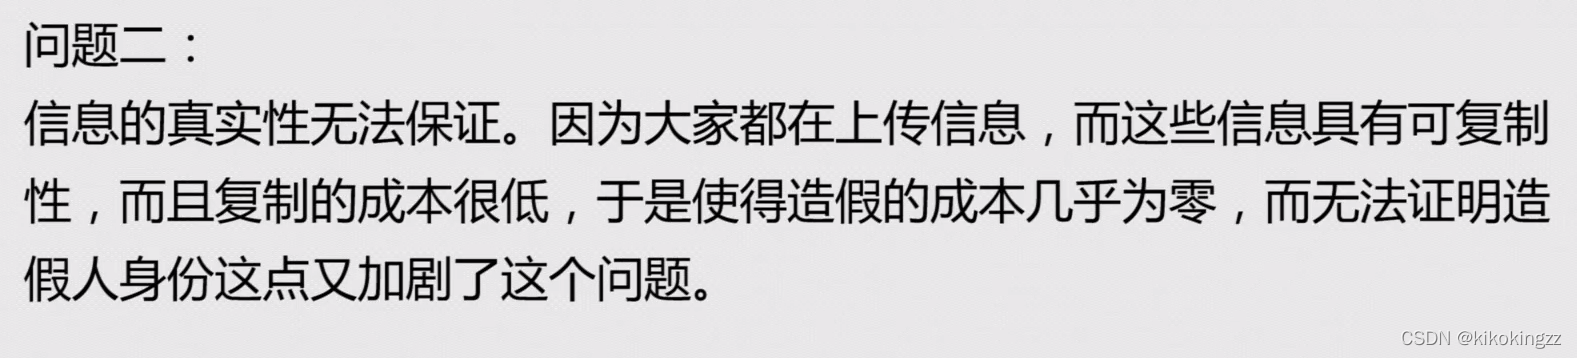 问题二：
信息的真实性无法保证。因为大家都在上传信息，而这些信息具有可复制
性，而且复制的成本很低，于是使得造假的成本几乎为零，而无法证明造
假人身份这点又加剧了这个问题。
CSDN @kikokingzz